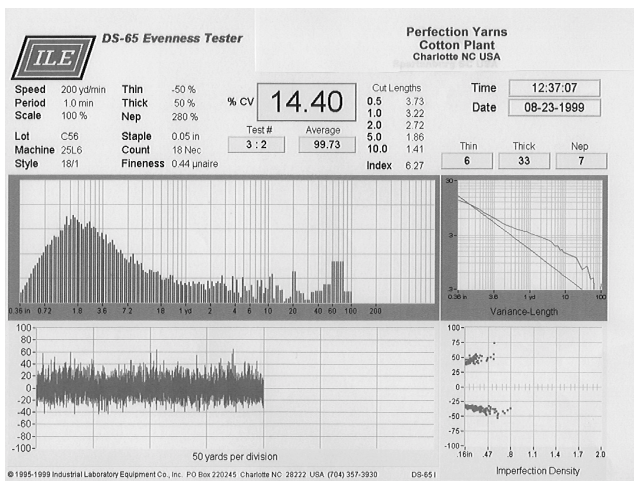 ILE
DS-65 Evenness Tester
Perfection Yarns
Cotton Plant
Charlotte NC USA
Speed 200 yd/min Thin -50 %
Period 1.0 min Thick 50 %
Scale 100 % Nep 280 %
Lot C56 Staple 0.05 in
Machine 25L6 Count 18 Nec
Style 18/1 Fineness 0.44 µnaire
% CV 14.40
Test # Average
3 : 2 99.73
Cut Lengths
0.5 3.73
1.0 3.22
2.0 2.72
5.0 1.86
10.0 1.41
Index 6.27
Time 12:37:07
Date 08-23-1999
Thin Thick Nep
6 33 7
0.36 in 0.72 1.8 3.6 7.2 18 1 yd 2 4 6 10 20 40 60 100 200
30-
3-
.3-
0.36 in 3.6 1 yd 10 100
Variance-Length
100-
80-
60-
40-
20-
0-
-20-
-40-
-60-
-80-
-100-
50 yards per division
100-
75-
50-
25-
0-
-25-
-50-
-75-
-100-
.16in .47 .8 1.1 1.4 1.7 2.0
Imperfection Density
© 1995-1999 Industrial Laboratory Equipment Co., Inc. PO Box 220245 Charlotte NC 28222 USA (704) 357-3930 DS-65 I